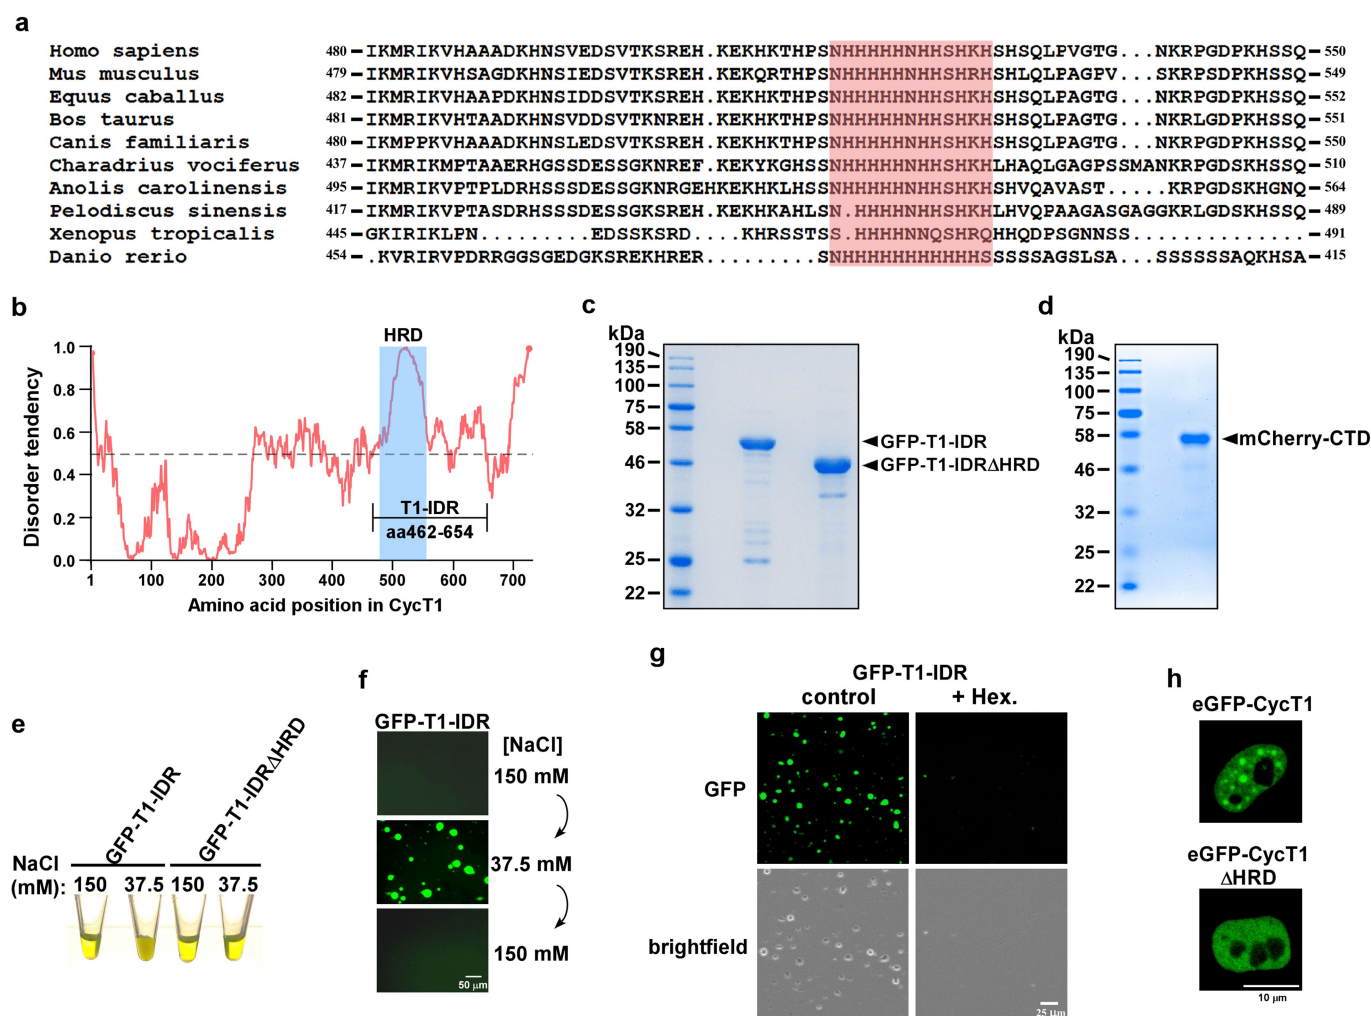 a
Homo sapiens 480 – IKMRIKVHAAADKHNSVEDSVTKSREH.KEKHKTHPSNHHHHHNHHSHKHSHSQLPVGTG...NKRPGDPKHSSQ – 550
Mus musculus 479 – IKMRIKVHSAGDKHNSIEDSVTKSREH.KEKQRTHPSNHHHHHNHHSHRHSHLQLPAGPV...SKRPSDPKHSSQ – 549
Equus caballus 482 – IKMRIKVHAAPDKHNSIDDSVTKSREH.KEKHKTHPSNHHHHHNHHSHKHSHSQLPAGTG...NKRPGDPKHSSQ – 552
Bos taurus 481 – IKMRIKVHTAADKHNSVDDSVTKSREH.KEKHKTHPSNHHHHHNHHSHKHSHSQLPAGTG...NKRLGDPKHSSQ – 551
Canis familiaris 480 – IKMPPKVHAAADKHNSLEDSVTKSREH.KEKHKTHPSNHHHHHNHHSHKHSHSQLPAGTG...NKRPGDPKHSSQ – 550
Charadrius vociferus 437 – IKMRIKMPTAAERHGSSDESSGKNREF.KEKYKGHSSNHHHHHNHHSHKHLHAQLGAGPSSMANKRPGDSKHSSQ – 510
Anolis carolinensis 495 – IKMRIKVPTPLDRHSSSDESSGKNRGEHKEKHKLHSSNHHHHHNHHSHKHSHVQAVAST.....KRPGDSKHGNQ – 564
Pelodiscus sinensis 417 – IKMRIKVPTASDRHSSSDESSGKSREH.KEKHKAHLSN.HHHHNHHSHKHLHVQPAAGASGAGGKRLGDSKHSSQ – 489
Xenopus tropicalis 445 – GKIRIKLPN.........EDSSKSRD....KHRSSTSS.HHHHNNQSHRQHHQDPSGNNSS.............. – 491
Danio rerio 454 – .KVRIRVPDRRGGSGEDGKSREKHRER.........SNHHHHHHHHHHHSSSSSAGSLSA...SSSSSSAQKHSA – 415
b
HRD
Disorder tendency
1.0
0.8
0.6
0.4
0.2
0.0
T1-IDR
aa462-654
1 100 200 300 400 500 600 700
Amino acid position in CycT1
c
kDa
190
135
100
75
58
46
32
25
22
GFP-T1-IDR
GFP-T1-IDRΔHRD
d
kDa
190
135
100
75
58
46
32
25
22
mCherry-CTD
e
GFP-T1-IDR GFP-T1-IDRΔHRD
NaCl
(mM): 150 37.5 150 37.5
f
GFP-T1-IDR
[NaCl]
150 mM
37.5 mM
150 mM
50 µm
g
GFP-T1-IDR
control + Hex.
GFP
brightfield
25 µm
h
eGFP-CycT1
eGFP-CycT1
ΔHRD
10 µm